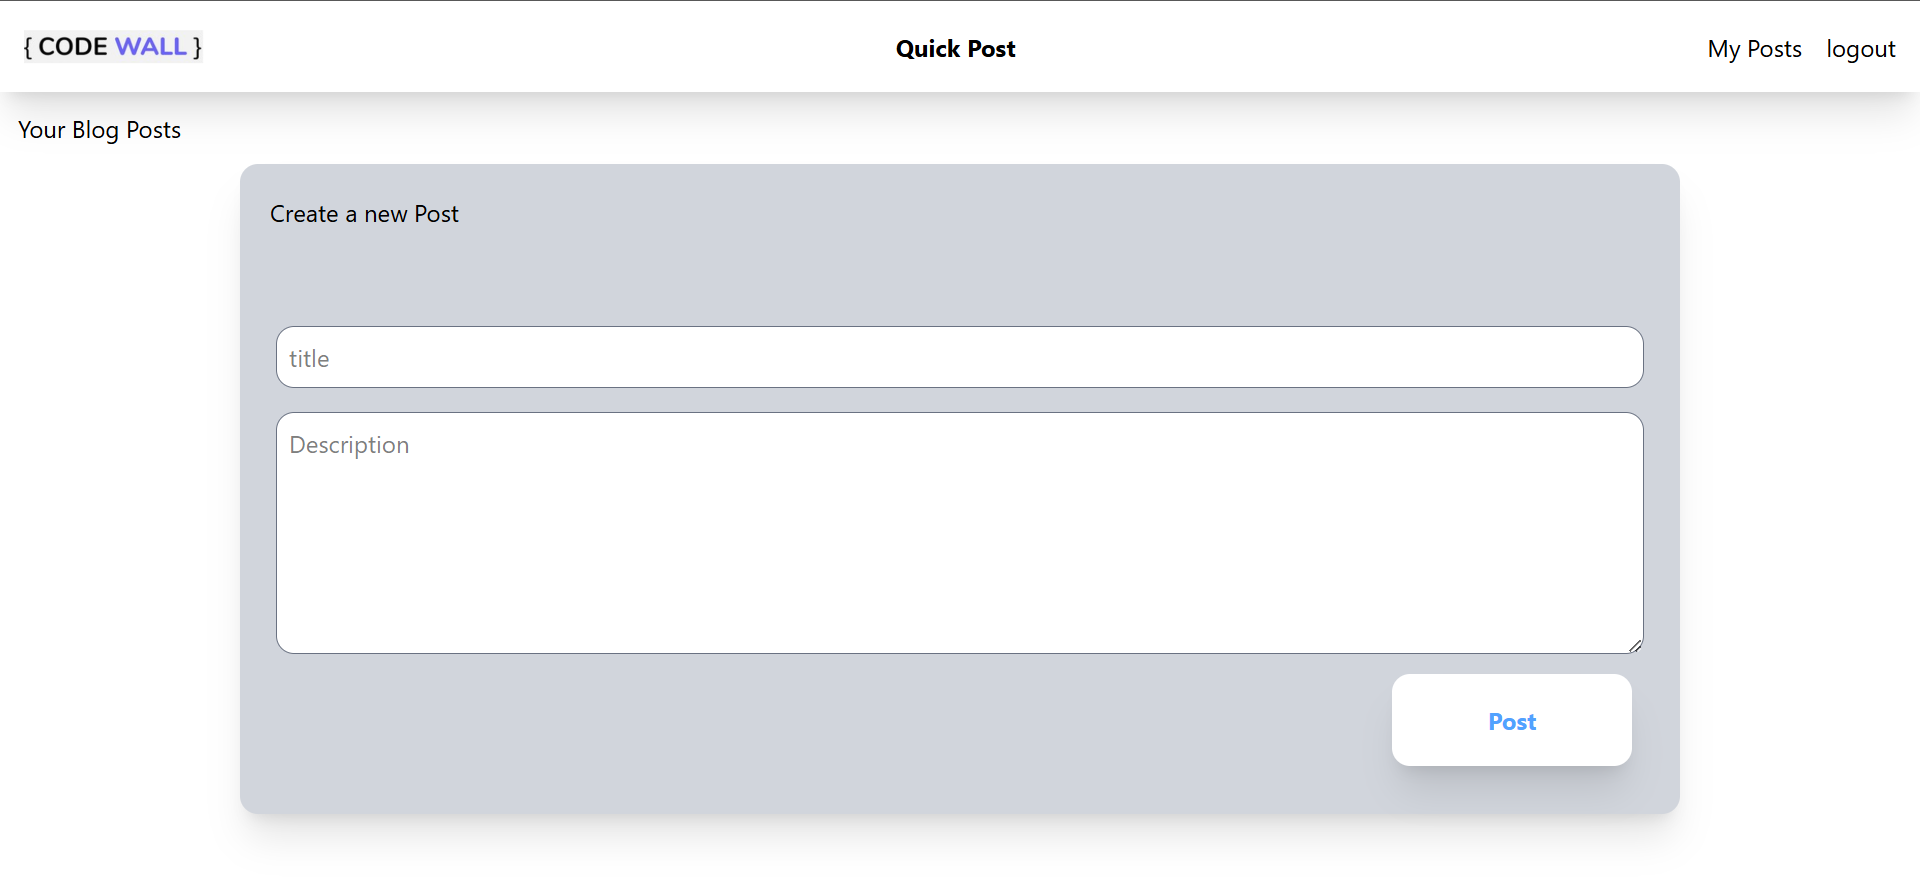 { CODE WALL } Quick Post My Posts logout
Your Blog Posts
Create a new Post
title
Description
Post